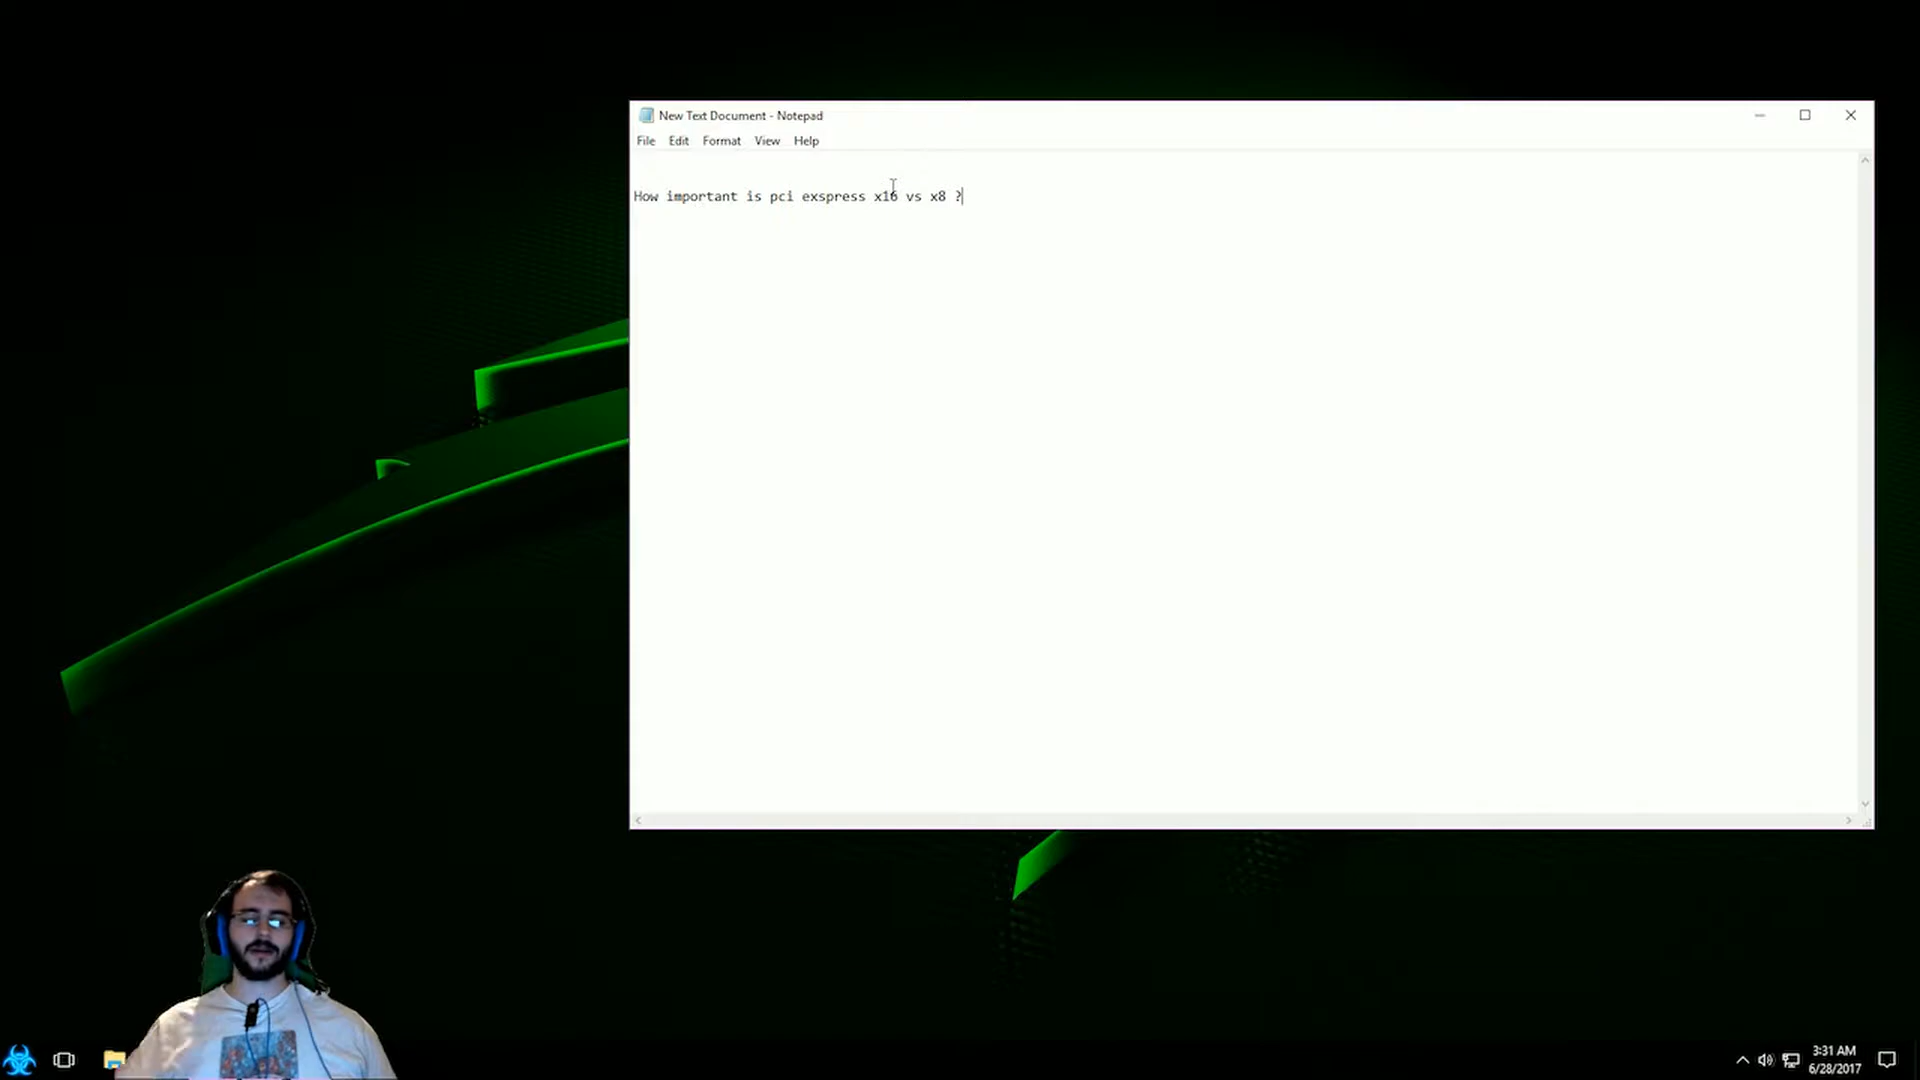 New Text Document - Notepad
File Edit Format View Help
How important is pci exspress x16 vs x8 ?
3:31 AM
6/28/2017